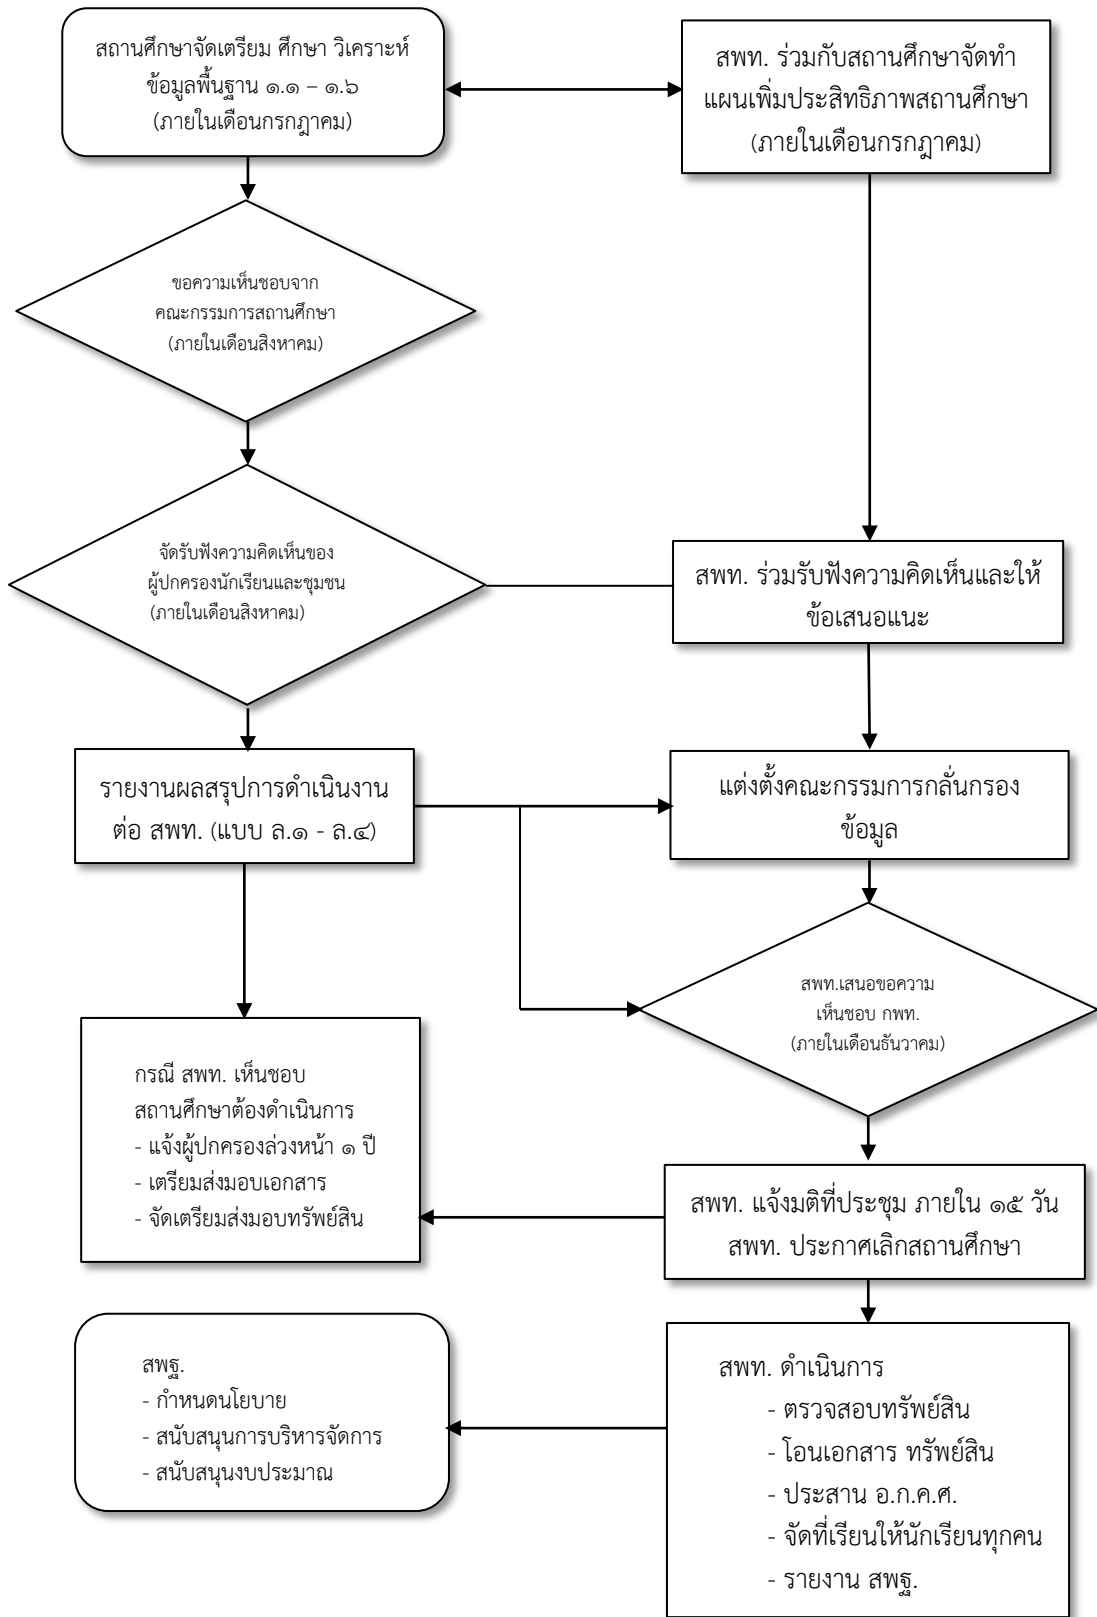 สถานศึกษาจัดเตรียม ศึกษา วิเคราะห์
ข้อมูลพื้นฐาน ๑.๑ – ๑.๖
(ภายในเดือนกรกฎาคม)
สพท. ร่วมกับสถานศึกษาจัดทำ
แผนเพิ่มประสิทธิภาพสถานศึกษา
(ภายในเดือนกรกฎาคม)
ขอความเห็นชอบจาก
คณะกรรมการสถานศึกษา
(ภายในเดือนสิงหาคม)
จัดรับฟังความคิดเห็นของ
ผู้ปกครองนักเรียนและชุมชน
(ภายในเดือนสิงหาคม)
สพท. ร่วมรับฟังความคิดเห็นและให้
ข้อเสนอแนะ
รายงานผลสรุปการดำเนินงาน
ต่อ สพท. (แบบ ล.๑ - ล.๔)
แต่งตั้งคณะกรรมการกลั่นกรอง
ข้อมูล
สพท.เสนอขอความ
เห็นชอบ กพท.
(ภายในเดือนธันวาคม)
กรณี สพท. เห็นชอบ
สถานศึกษาต้องดำเนินการ
- แจ้งผู้ปกครองล่วงหน้า ๑ ปี
- เตรียมส่งมอบเอกสาร
- จัดเตรียมส่งมอบทรัพย์สิน
สพท. แจ้งมติที่ประชุม ภายใน ๑๕ วัน
สพท. ประกาศเลิกสถานศึกษา
สพฐ.
- กำหนดนโยบาย
- สนับสนุนการบริหารจัดการ
- สนับสนุนงบประมาณ
สพท. ดำเนินการ
- ตรวจสอบทรัพย์สิน
- โอนเอกสาร ทรัพย์สิน
- ประสาน อ.ก.ค.ศ.
- จัดที่เรียนให้นักเรียนทุกคน
- รายงาน สพฐ.